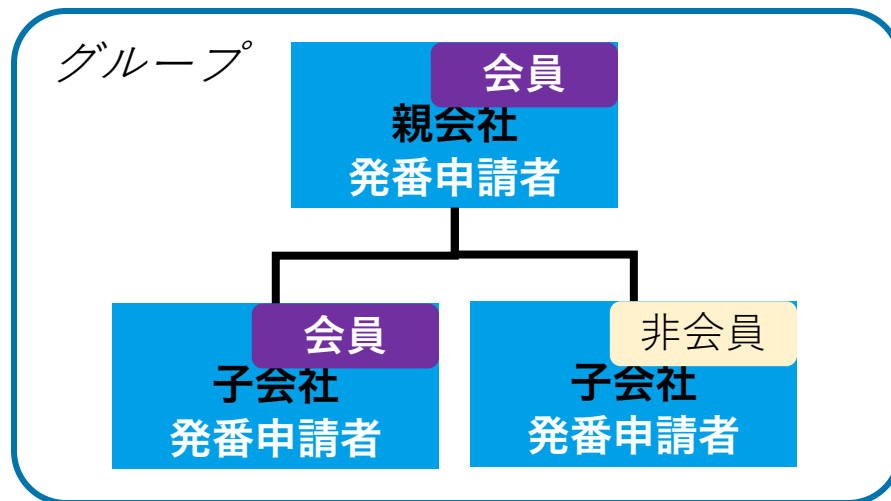 グループ
会員
親会社
発番申請者
会員
子会社
発番申請者
非会員
子会社
発番申請者